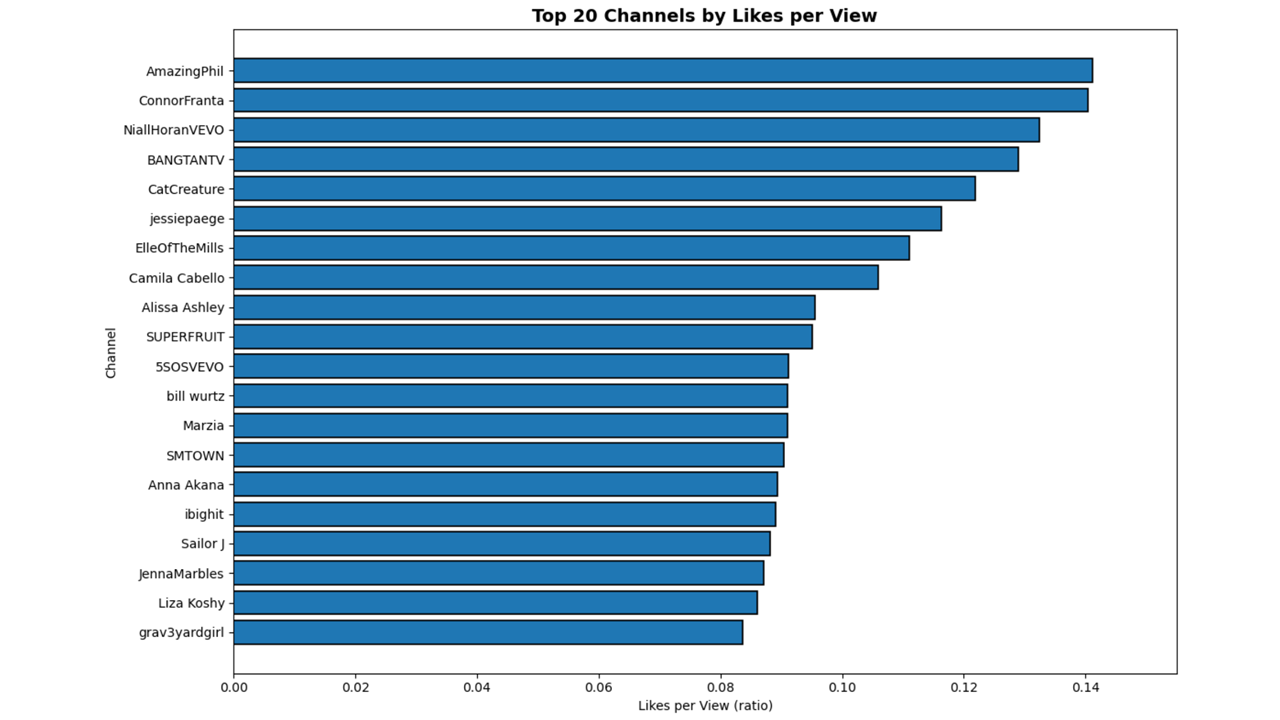 Top 20 Channels by Likes per View
AmazingPhil
ConnorFranta
NiallHoranVEVO
BANGTANTV
CatCreature
jessiepaege
ElleOfTheMills
Camila Cabello
Alissa Ashley
SUPERFRUIT
5SOSVEVO
bill wurtz
Marzia
SMTOWN
Anna Akana
ibighit
Sailor J
JennaMarbles
Liza Koshy
grav3yardgirl
Channel
0.00 0.02 0.04 0.06 0.08 0.10 0.12 0.14
Likes per View (ratio)